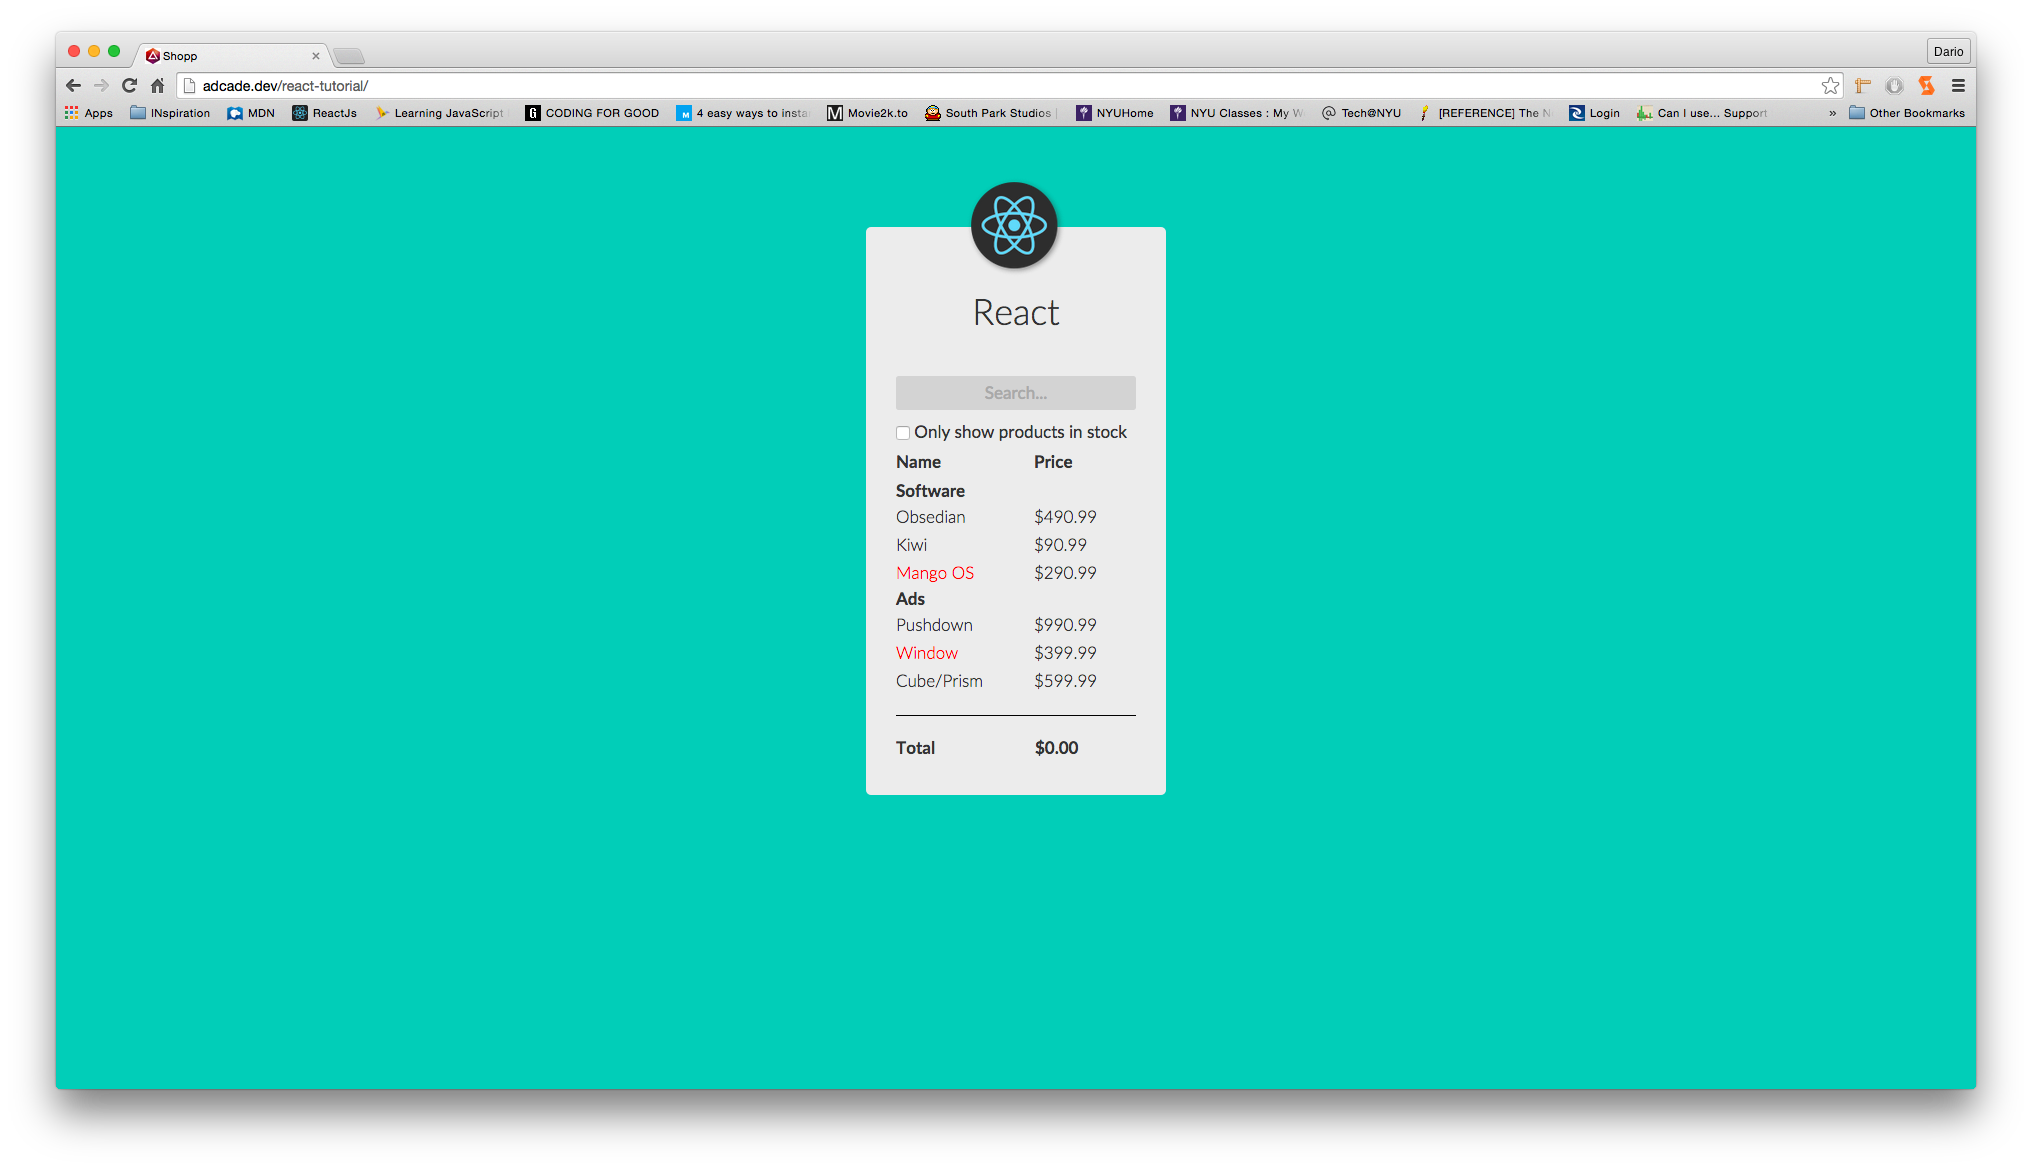 Shopp
Dario
adcade.dev/react-tutorial/
Apps INspiration MDN ReactJs Learning JavaScript CODING FOR GOOD 4 easy ways to Movie2k.to South Park Studios NYUHome NYU Classes : My Tech@NYU [REFERENCE] The Login Can I use... Support » Other Bookmarks
React
Search...
Only show products in stock
Name Price
Software
Obsedian $490.99
Kiwi $90.99
Mango OS $290.99
Ads
Pushdown $990.99
Window $399.99
Cube/Prism $599.99
Total $0.00